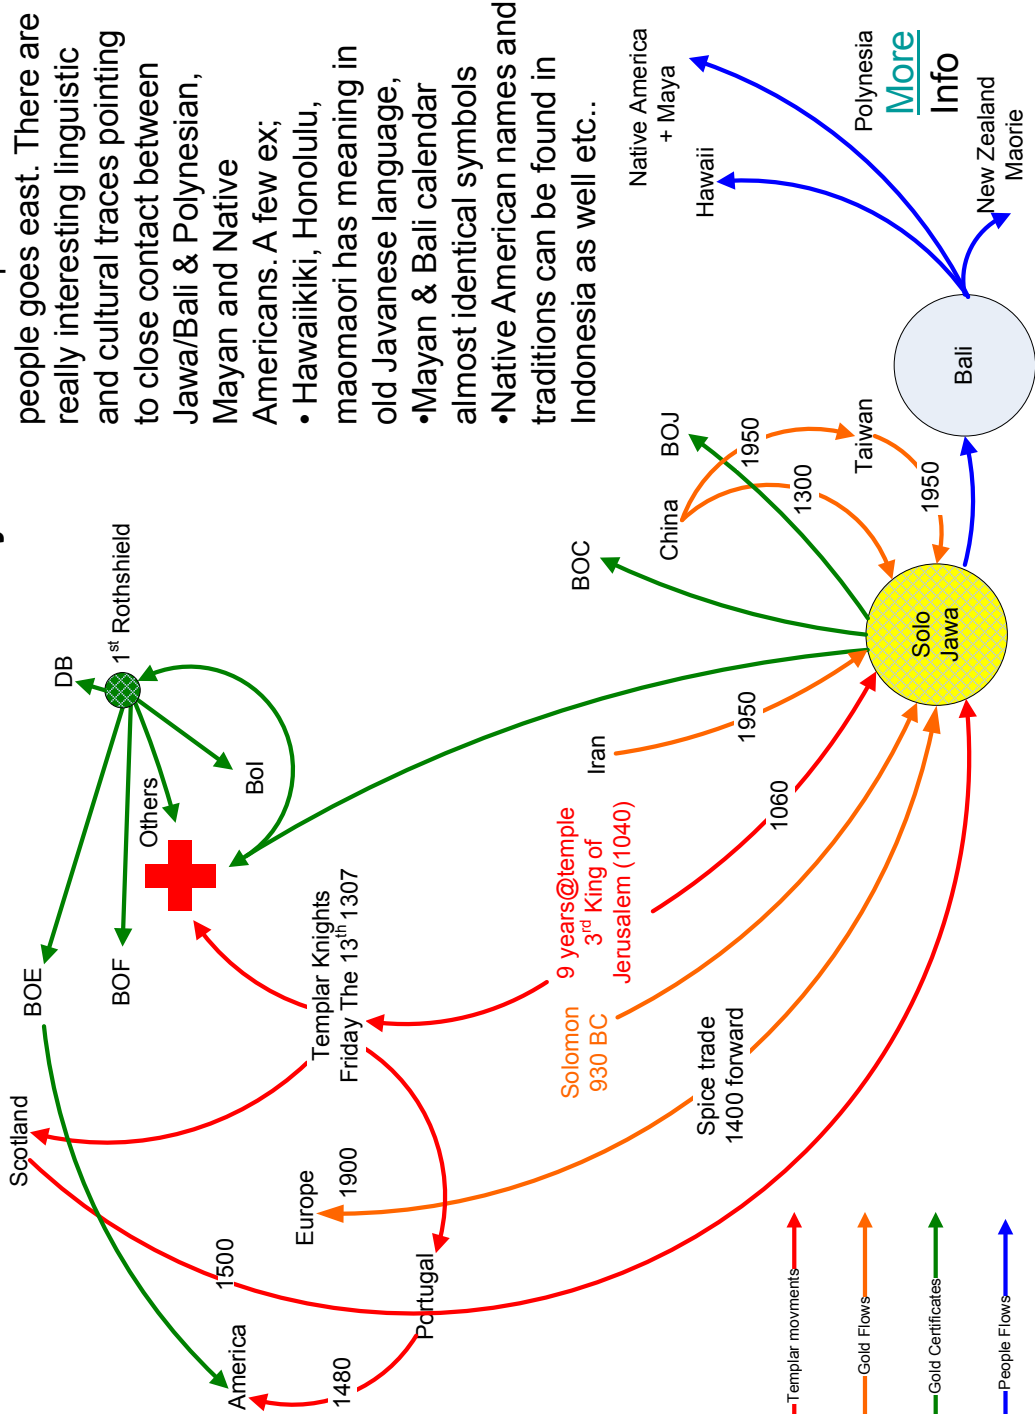 Scotland
BOE
DB
BOF
1st Rothshield
Others
America
1500
BoI
Templar Knights
Friday The 13th 1307
Europe
1900
1480
Portugal
Solomon
930 BC
9 years@temple
3rd King of
Jerusalem (1040)
Iran
BOC
Spice trade
1400 forward
1060
1950
China
BOJ
1950
1300
Taiwan
1950
Solo
Jawa
Bali
people goes east. There are
really interesting linguistic
and cultural traces pointing
to close contact between
Jawa/Bali & Polynesian,
Mayan and Native
Americans. A few ex;
• Hawaiikiki, Honolulu,
maomaori has meaning in
old Javanese language,
•Mayan & Bali calendar
almost identical symbols
•Native American names and
traditions can be found in
Indonesia as well etc..
Native America
+ Maya
Hawaii
Polynesia
More
Info
New Zealand
Maorie
Templar movments
Gold Flows
Gold Certificates
People Flows